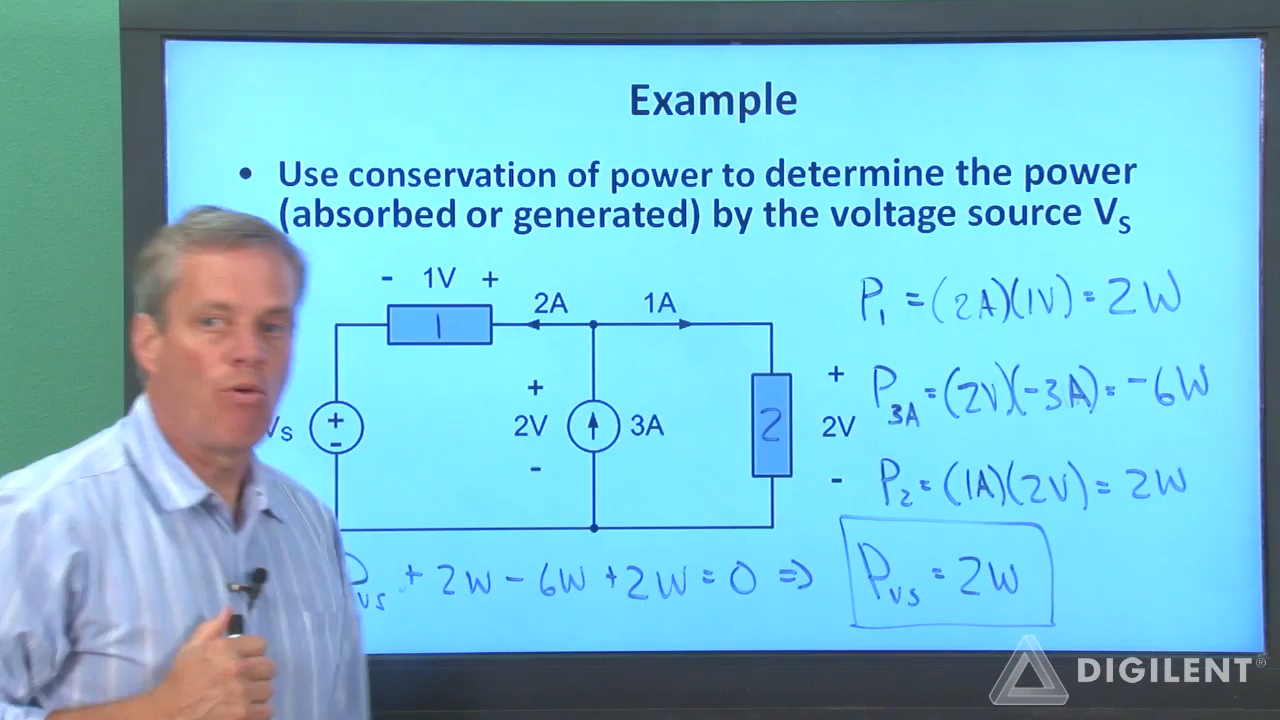 Example
• Use conservation of power to determine the power
(absorbed or generated) by the voltage source VS
- 1V +
2A
1A
1
+
2V
-
3A
VS
+
-
2
+
2V
-
P1 = (2A)(1V) = 2W
P3A = (2V)(-3A) = -6W
P2 = (1A)(2V) = 2W
PVS + 2W - 6W + 2W = 0 ⇒ PVS = 2W
DIGILENT®